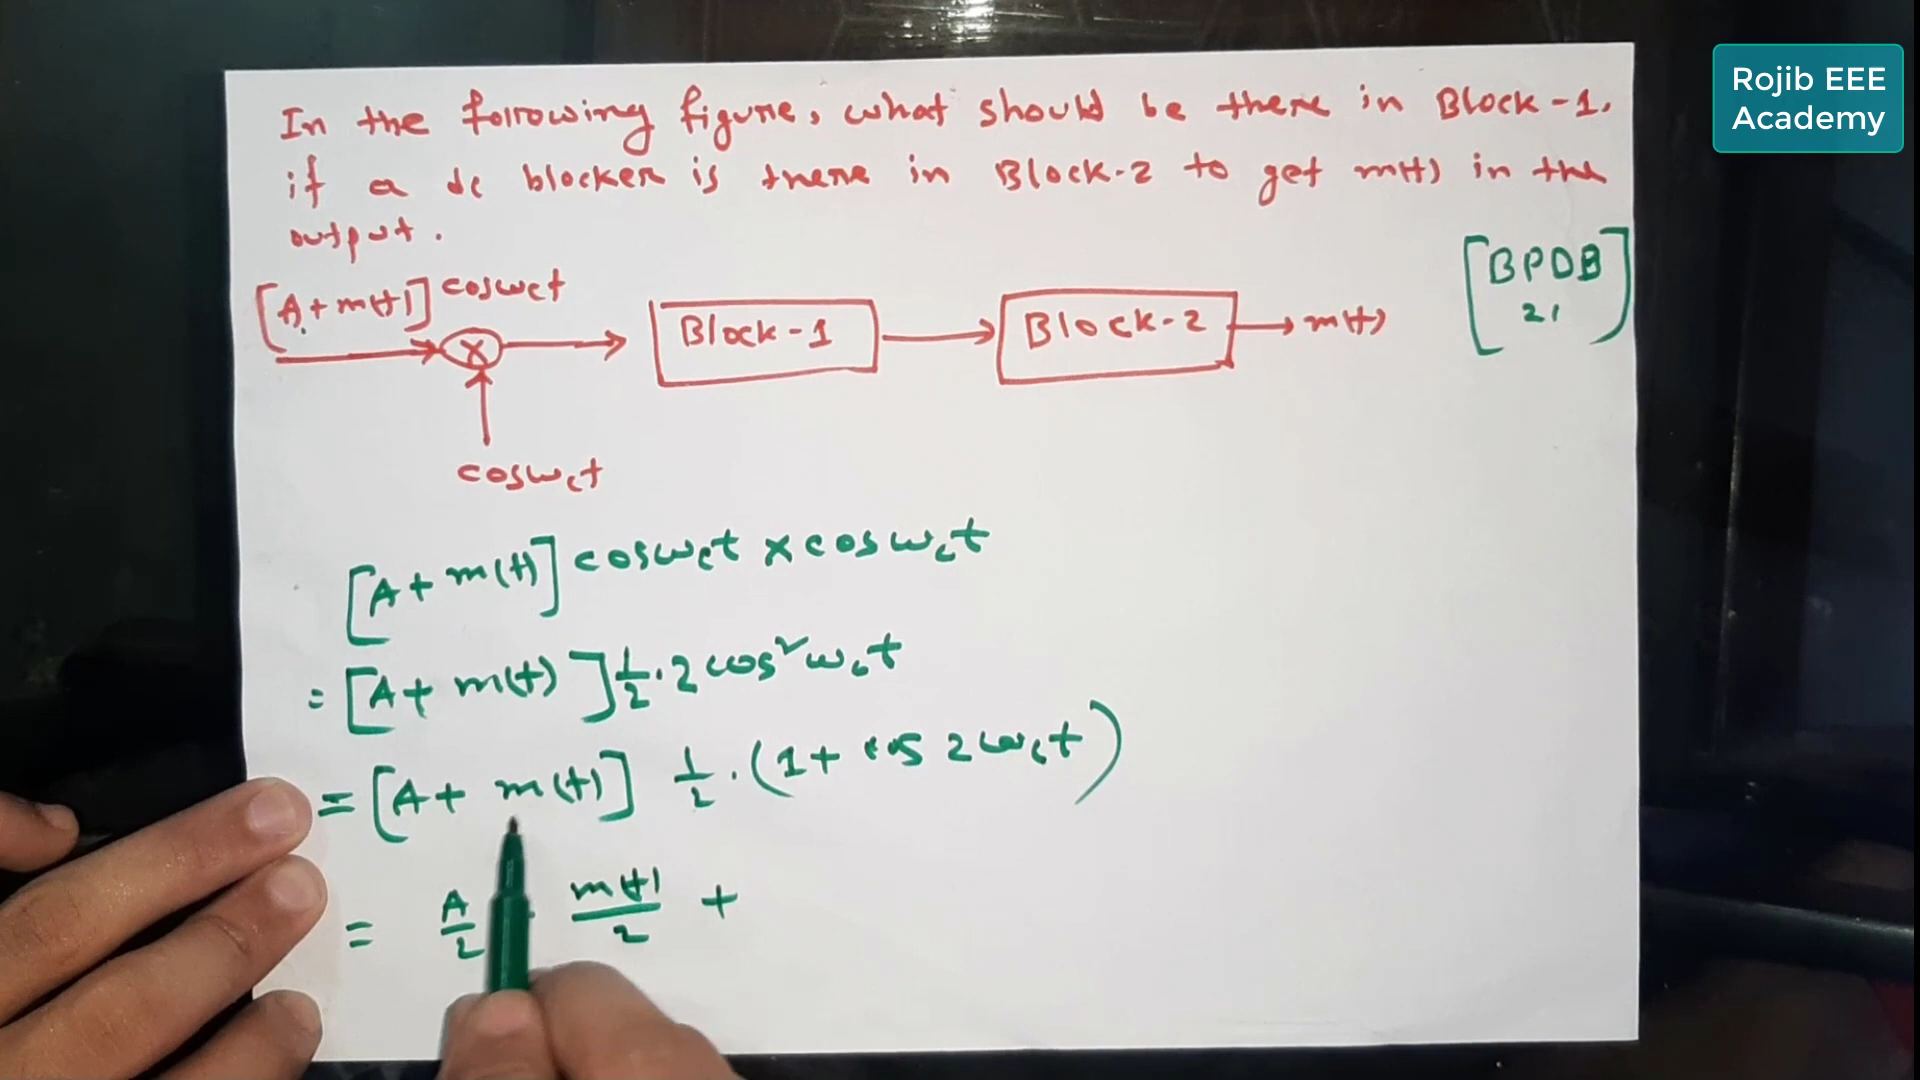 Rojib EEE
Academy
In the following figure, what should be there in Block-1.
if a dc blocker is there in Block-2 to get m(t) in the
output.
[BPDB
21]
[A + m(t)] cosωct
X
Block-1
Block-2
m(t)
cosωct
[A + m(t)] cosωct × cosωct
= [A + m(t)] 1/2 . 2 cos²ωct
= [A + m(t)] 1/2 . (1 + cos 2ωct)
= A/2 m(t)/2 +